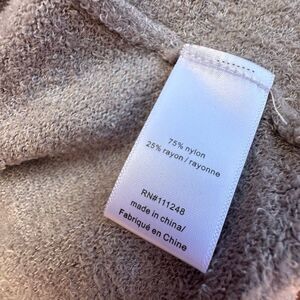 75% nylon
25% rayon / rayonne
RN#111248
made in china/
Fabriqué en Chine